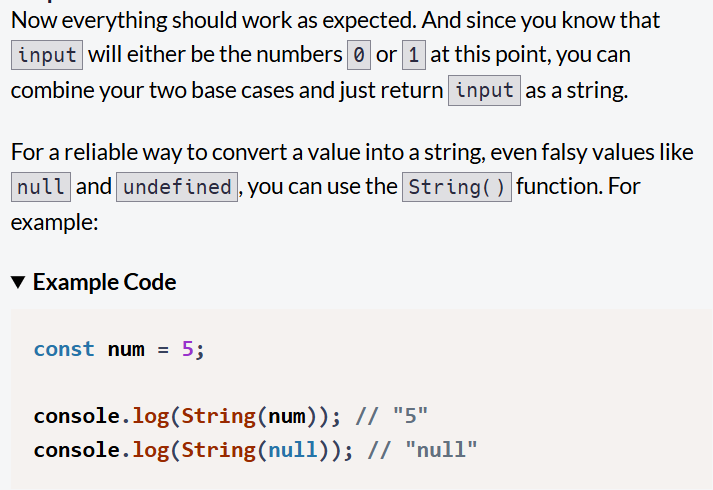 Now everything should work as expected. And since you know that
input will either be the numbers 0 or 1 at this point, you can
combine your two base cases and just return input as a string.
For a reliable way to convert a value into a string, even falsy values like
null and undefined, you can use the String() function. For
example:
▼ Example Code
const num = 5;
console.log(String(num)); // "5"
console.log(String(null)); // "null"